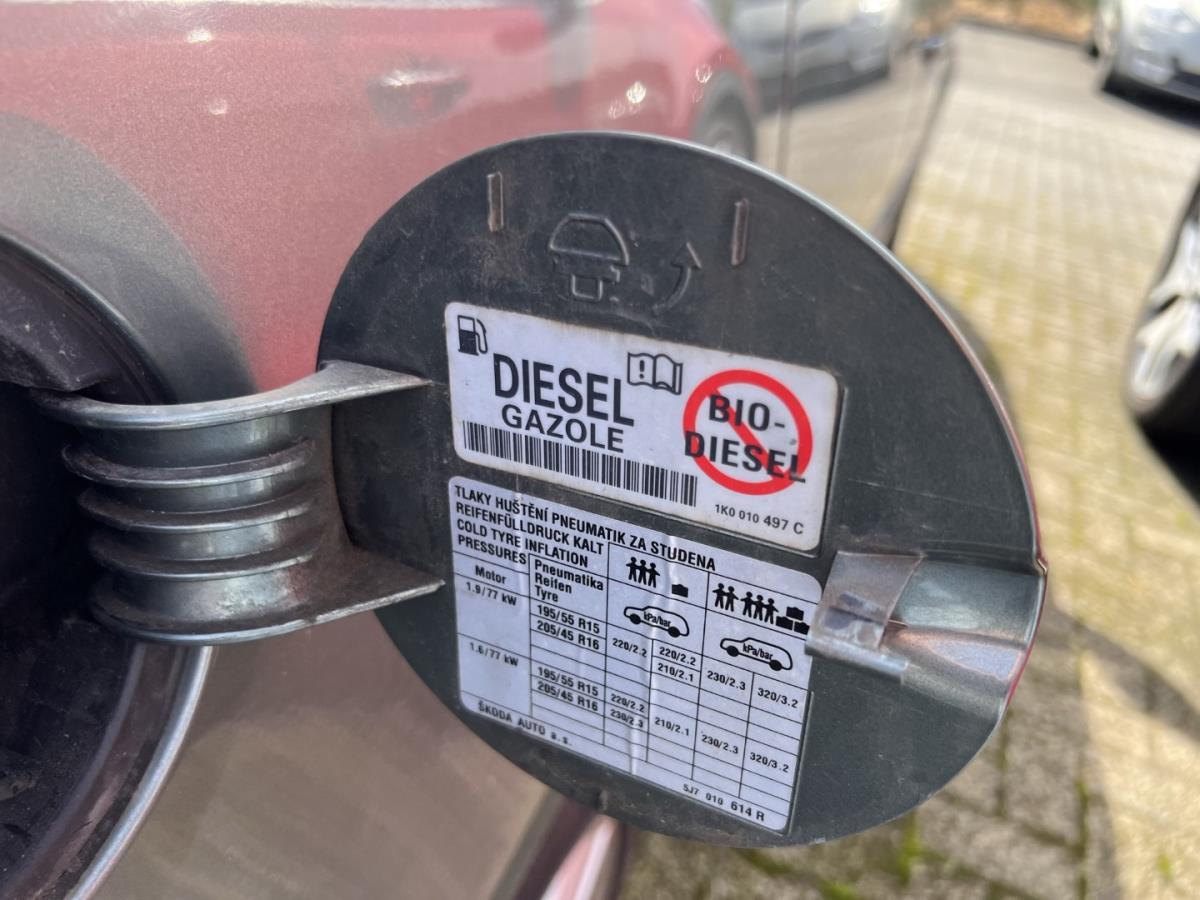 DIESEL
GAZOLE
BIO-
DIESEL
1K0 010 497 C
TLAKY HUŠTĚNÍ PNEUMATIK ZA STUDENA
REIFENFÜLLDRUCK KALT
COLD TYRE INFLATION
PRESSURES
Motor
Pneumatika
Reifen
Tyre
kPa/bar
kPa/bar
1.9/77 kW
195/55 R15
205/45 R16 220/2.2 220/2.2 230/2.3 320/3.2
210/2.1
1.6/77 kW
195/55 R15 220/2.2 210/2.1 230/2.3 320/3.2
205/45 R16 230/2.3
ŠKODA AUTO a.s.
5J7 010 614 R